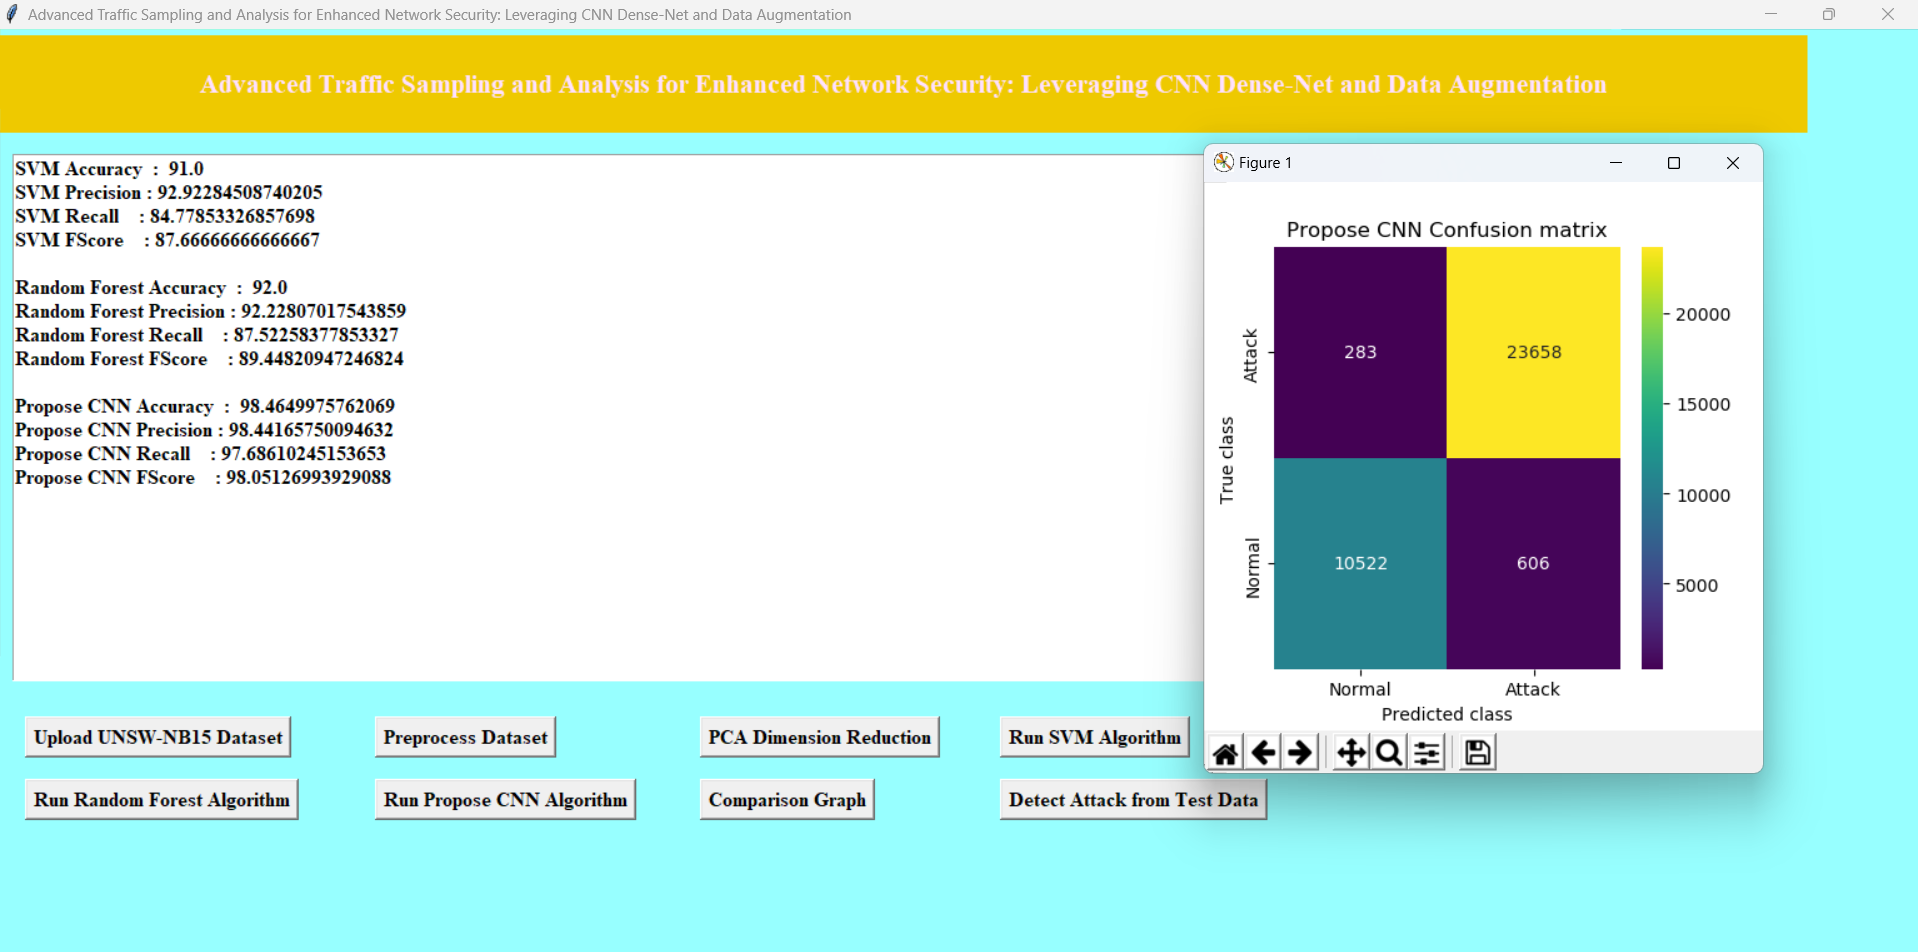 Advanced Traffic Sampling and Analysis for Enhanced Network Security: Leveraging CNN Dense-Net and Data Augmentation
Advanced Traffic Sampling and Analysis for Enhanced Network Security: Leveraging CNN Dense-Net and Data Augmentation
SVM Accuracy : 91.0
SVM Precision : 92.92284508740205
SVM Recall : 84.77853326857698
SVM FScore : 87.66666666666667
Random Forest Accuracy : 92.0
Random Forest Precision : 92.22807017543859
Random Forest Recall : 87.52258377853327
Random Forest FScore : 89.44820947246824
Propose CNN Accuracy : 98.4649975762069
Propose CNN Precision : 98.44165750094632
Propose CNN Recall : 97.68610245153653
Propose CNN FScore : 98.05126993929088
Figure 1
Propose CNN Confusion matrix
True class
Attack
283
23658
Normal
10522
606
Normal
Attack
Predicted class
20000
15000
10000
5000
Upload UNSW-NB15 Dataset
Preprocess Dataset
PCA Dimension Reduction
Run SVM Algorithm
Run Random Forest Algorithm
Run Propose CNN Algorithm
Comparison Graph
Detect Attack from Test Data